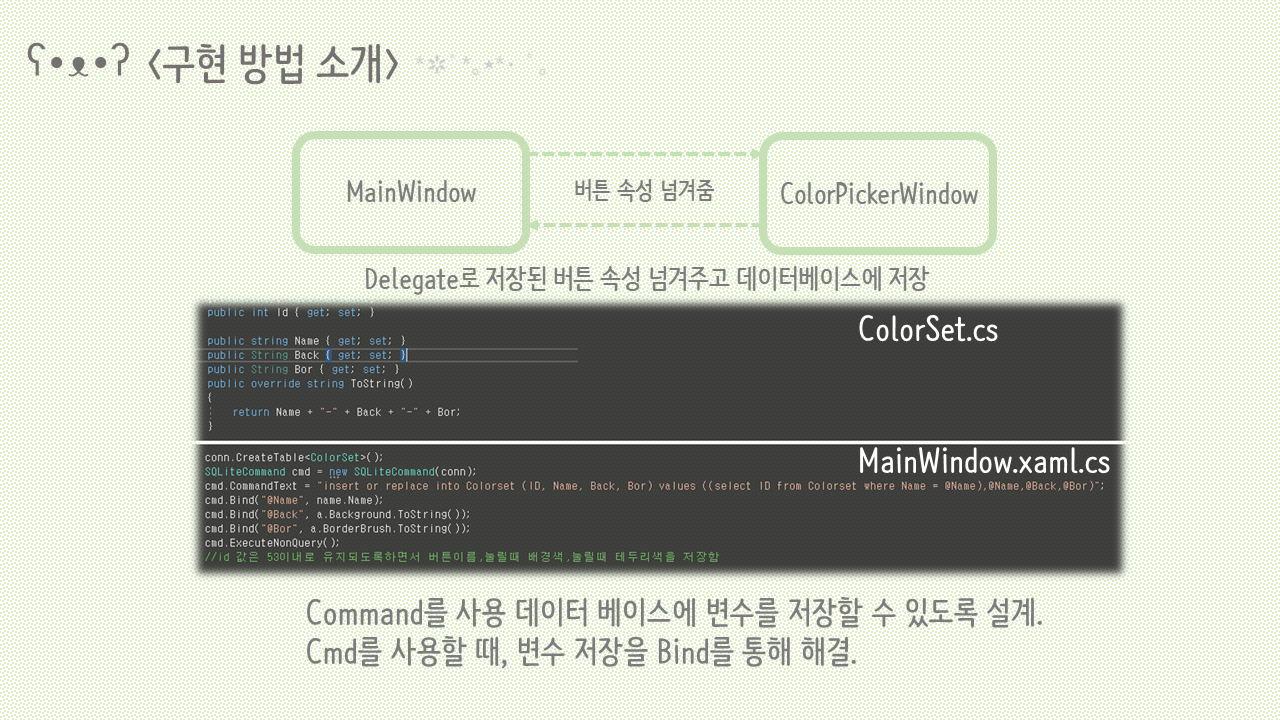 ʕ•ᴥ•ʔ <구현 방법 소개> *✲ﾟ*｡⋆*･ ﾟ｡
MainWindow
버튼 속성 넘겨줌
ColorPickerWindow
Delegate로 저장된 버튼 속성 넘겨주고 데이터베이스에 저장
ColorSet.cs
public int Id { get; set; }
public string Name { get; set; }
public String Back { get; set; }
public String Bor { get; set; }
public override string ToString()
{
return Name + "-" + Back + "-" + Bor;
}
MainWindow.xaml.cs
conn.CreateTable<ColorSet>();
SQLiteCommand cmd = new SQLiteCommand(conn);
cmd.CommandText = "insert or replace into Colorset (ID, Name, Back, Bor) values ((select ID from Colorset where Name = @Name),@Name,@Back,@Bor)";
cmd.Bind("@Name", name.Name);
cmd.Bind("@Back", a.Background.ToString());
cmd.Bind("@Bor", a.BorderBrush.ToString());
cmd.ExecuteNonQuery();
//id 값은 53이내로 유지되도록하면서 버튼이름,눌릴때 배경색,눌릴때 테두리색을 저장함
Command를 사용 데이터 베이스에 변수를 저장할 수 있도록 설계.
Cmd를 사용할 때, 변수 저장을 Bind를 통해 해결.